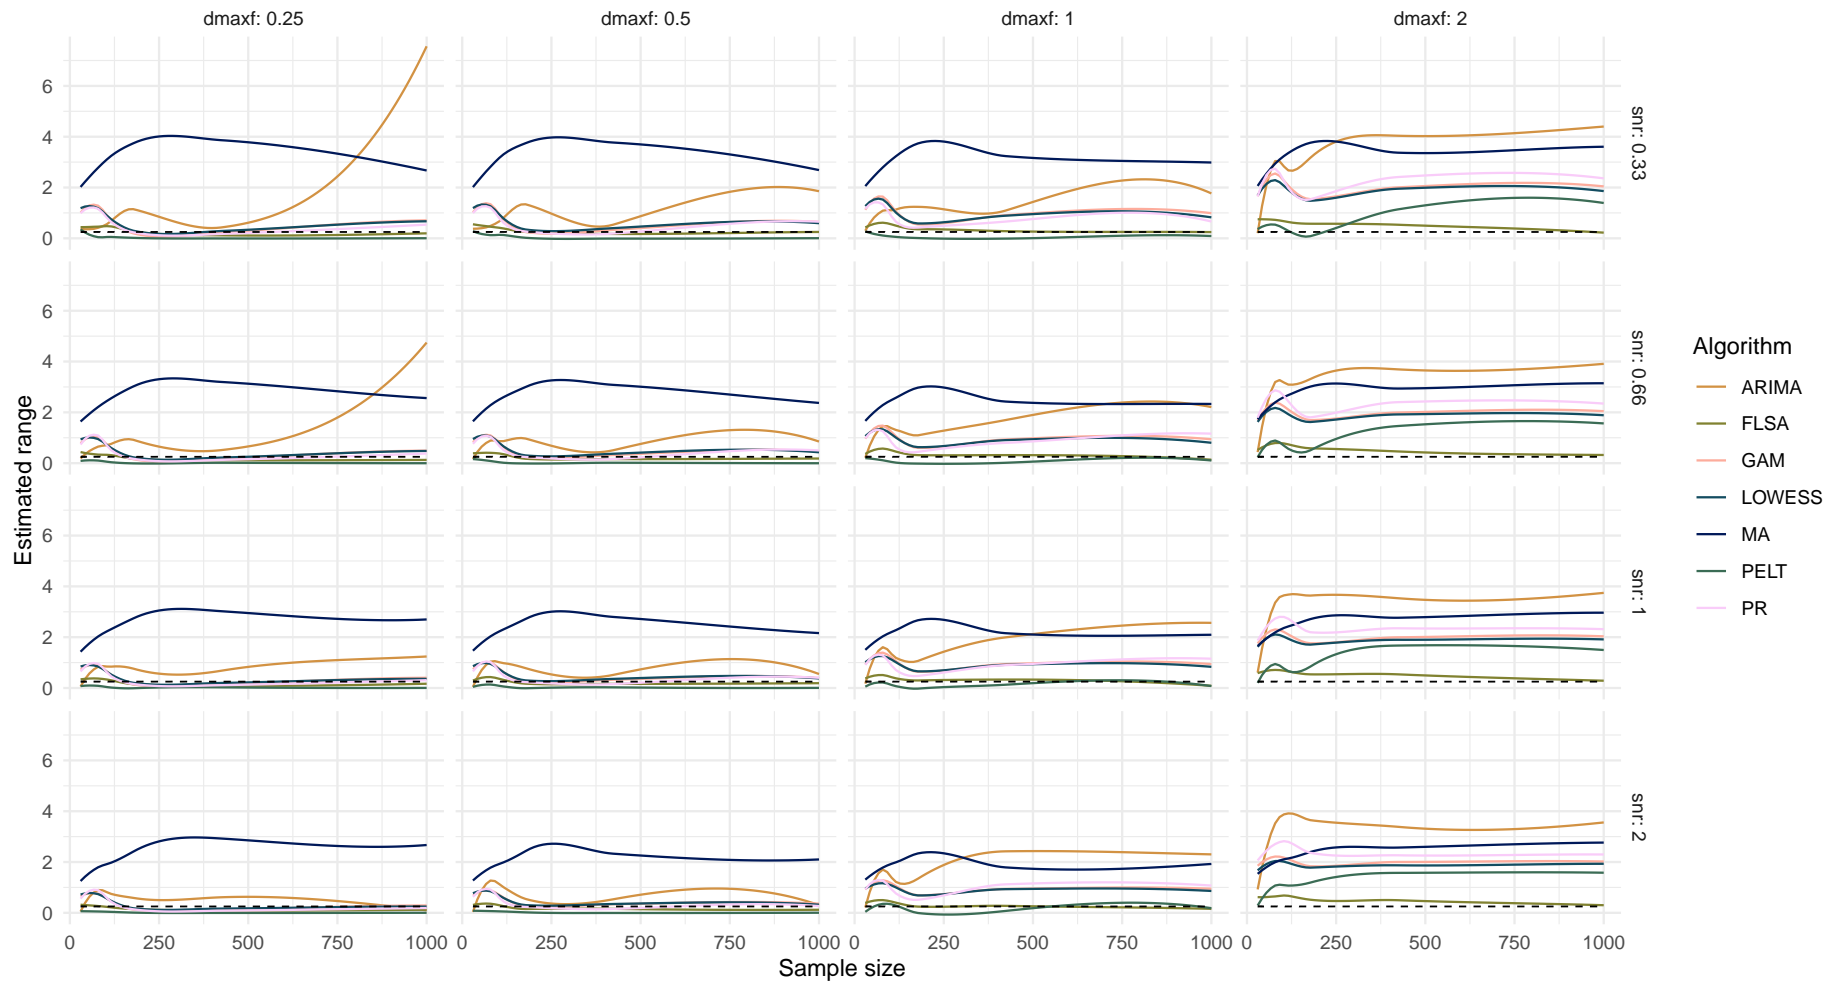 dmaxf: 0.25
dmaxf: 0.5
dmaxf: 1
dmaxf: 2
6
4
2
0
snr: 0.33
6
4
2
0
snr: 0.66
6
4
2
0
snr: 1
6
4
2
0
snr: 2
0
250
500
750
1000
0
250
500
750
1000
0
250
500
750
1000
0
250
500
750
1000
Sample size
Estimated range
Algorithm
ARIMA
FLSA
GAM
LOWESS
MA
PELT
PR